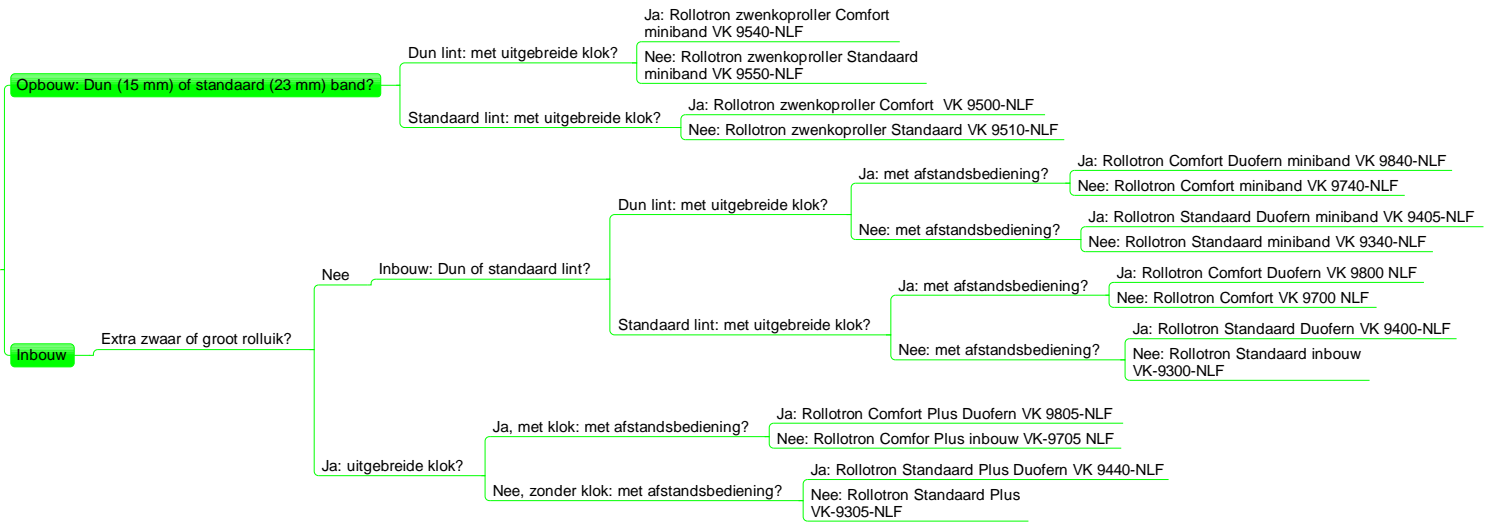 Opbouw: Dun (15 mm) of standaard (23 mm) band?
Dun lint: met uitgebreide klok?
Ja: Rollotron zwenkoproller Comfort
miniband VK 9540-NLF
Nee: Rollotron zwenkoproller Standaard
miniband VK 9550-NLF
Standaard lint: met uitgebreide klok?
Ja: Rollotron zwenkoproller Comfort  VK 9500-NLF
Nee: Rollotron zwenkoproller Standaard VK 9510-NLF
Inbouw
Extra zwaar of groot rolluik?
Nee
Inbouw: Dun of standaard lint?
Dun lint: met uitgebreide klok?
Ja: met afstandsbediening?
Ja: Rollotron Comfort Duofern miniband VK 9840-NLF
Nee: Rollotron Comfort miniband VK 9740-NLF
Nee: met afstandsbediening?
Ja: Rollotron Standaard Duofern miniband VK 9405-NLF
Nee: Rollotron Standaard miniband VK 9340-NLF
Standaard lint: met uitgebreide klok?
Ja: met afstandsbediening?
Ja: Rollotron Comfort Duofern VK 9800 NLF
Nee: Rollotron Comfort VK 9700 NLF
Nee: met afstandsbediening?
Ja: Rollotron Standaard Duofern VK 9400-NLF
Nee: Rollotron Standaard inbouw
VK-9300-NLF
Ja: uitgebreide klok?
Ja, met klok: met afstandsbediening?
Ja: Rollotron Comfort Plus Duofern VK 9805-NLF
Nee: Rollotron Comfor Plus inbouw VK-9705 NLF
Nee, zonder klok: met afstandsbediening?
Ja: Rollotron Standaard Plus Duofern VK 9440-NLF
Nee: Rollotron Standaard Plus
VK-9305-NLF